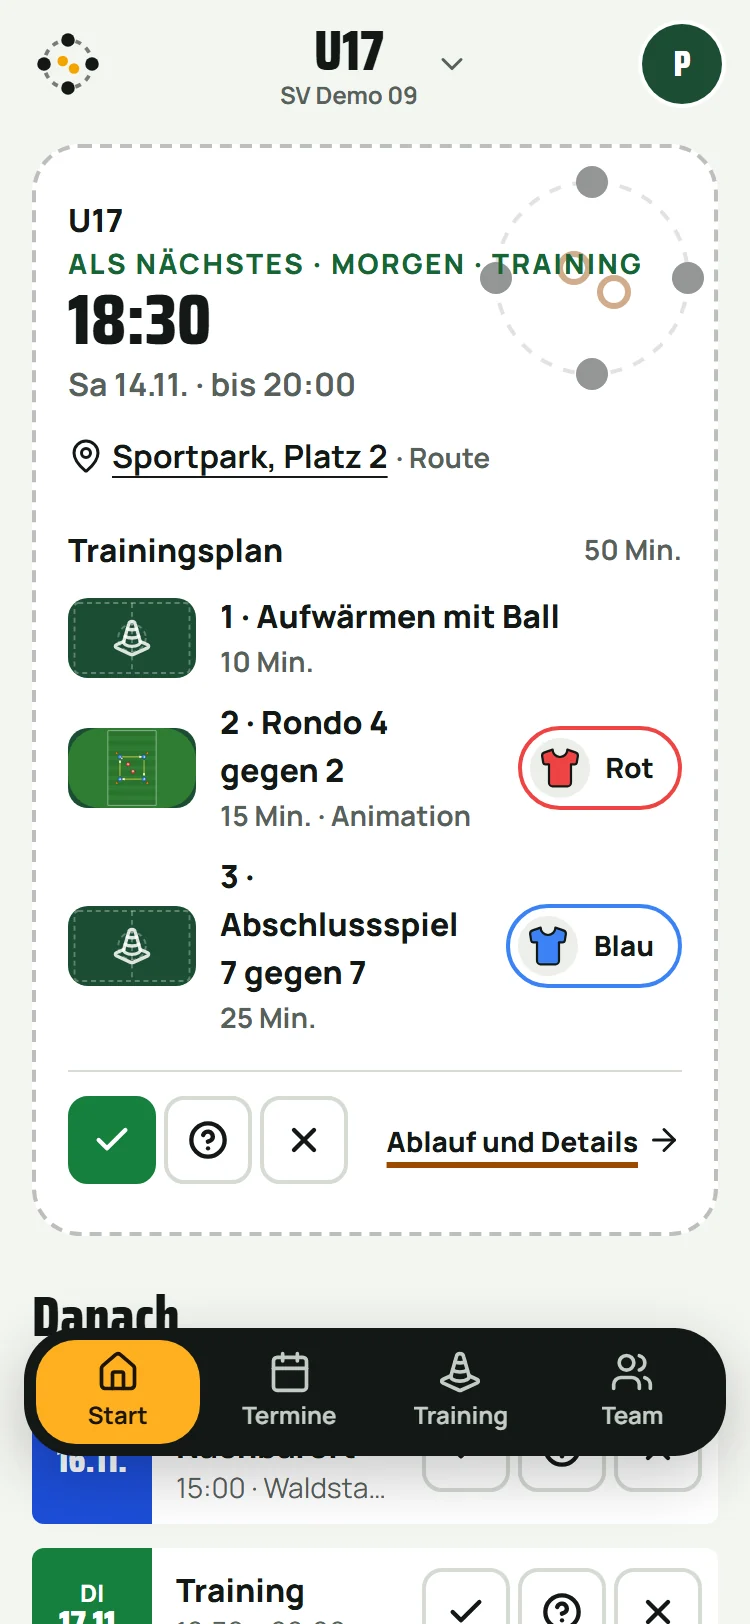 U17
SV Demo 09
P
U17
ALS NÄCHSTES · MORGEN · TRAINING
18:30
Sa 14.11. · bis 20:00
Sportpark, Platz 2 · Route
Trainingsplan 50 Min.
1 · Aufwärmen mit Ball
10 Min.
2 · Rondo 4
gegen 2
15 Min. · Animation
Rot
3 ·
Abschlussspiel
7 gegen 7
25 Min.
Blau
Ablauf und Details
Danach
Start
Termine
Training
Team
16.11.
15:00 · Waldsta...
DI
17.11.
Training